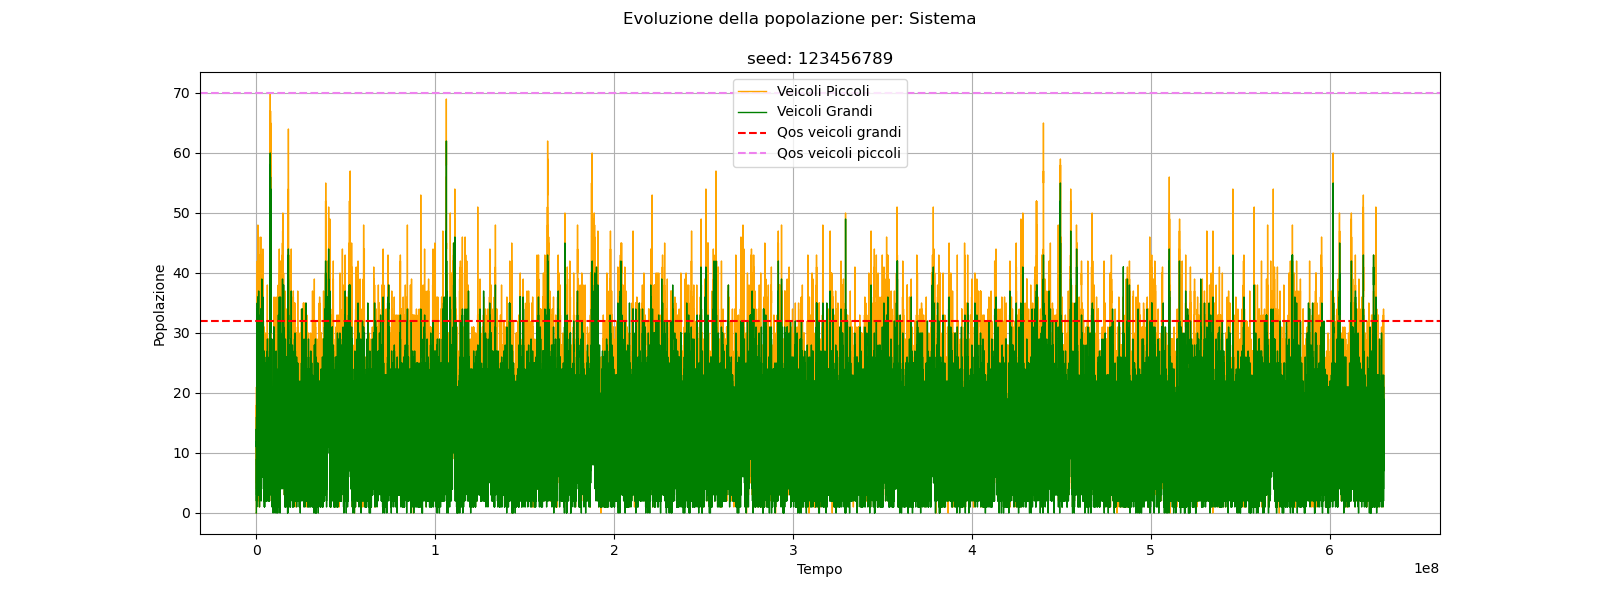 Evoluzione della popolazione per: Sistema
seed: 123456789
Veicoli Piccoli
Veicoli Grandi
Qos veicoli grandi
Qos veicoli piccoli
Popolazione
70
60
50
40
30
20
10
0
0 1 2 3 4 5 6
1e8
Tempo